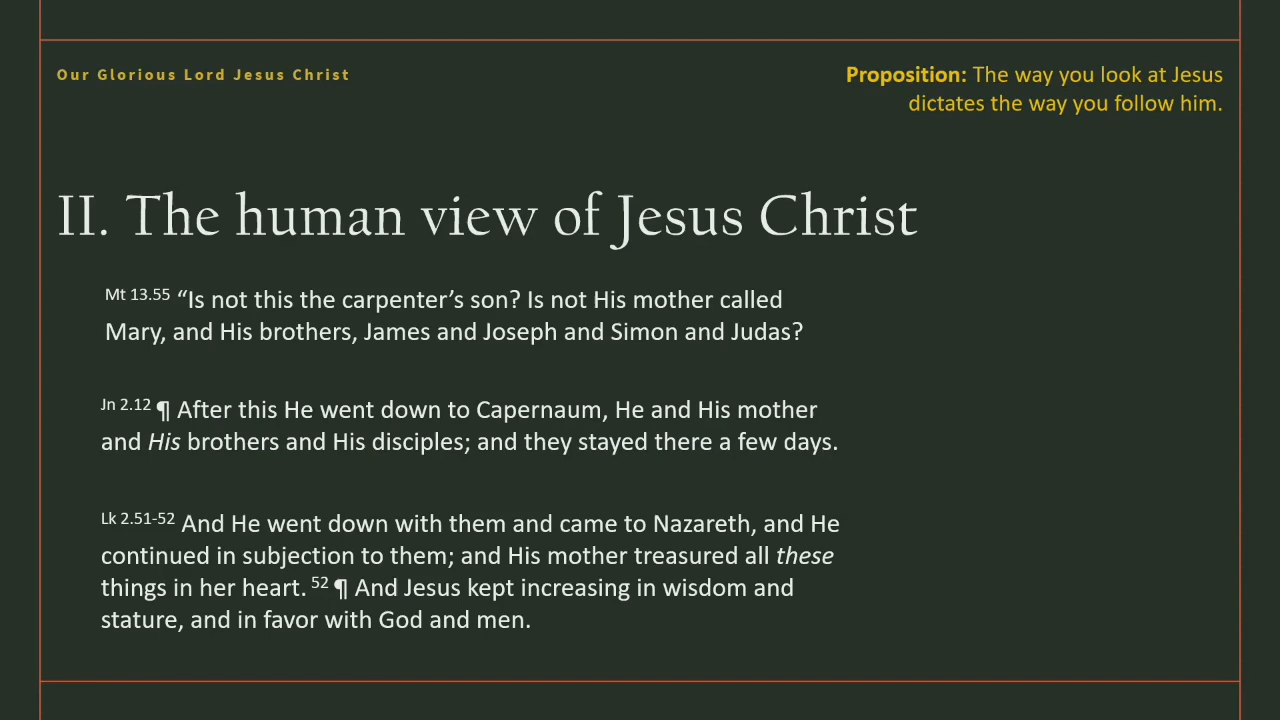 Our Glorious Lord Jesus Christ
Proposition: The way you look at Jesus
dictates the way you follow him.
II. The human view of Jesus Christ
Mt 13.55 “Is not this the carpenter’s son? Is not His mother called
Mary, and His brothers, James and Joseph and Simon and Judas?
Jn 2.12 ¶ After this He went down to Capernaum, He and His mother
and His brothers and His disciples; and they stayed there a few days.
Lk 2.51-52 And He went down with them and came to Nazareth, and He
continued in subjection to them; and His mother treasured all these
things in her heart. 52 ¶ And Jesus kept increasing in wisdom and
stature, and in favor with God and men.